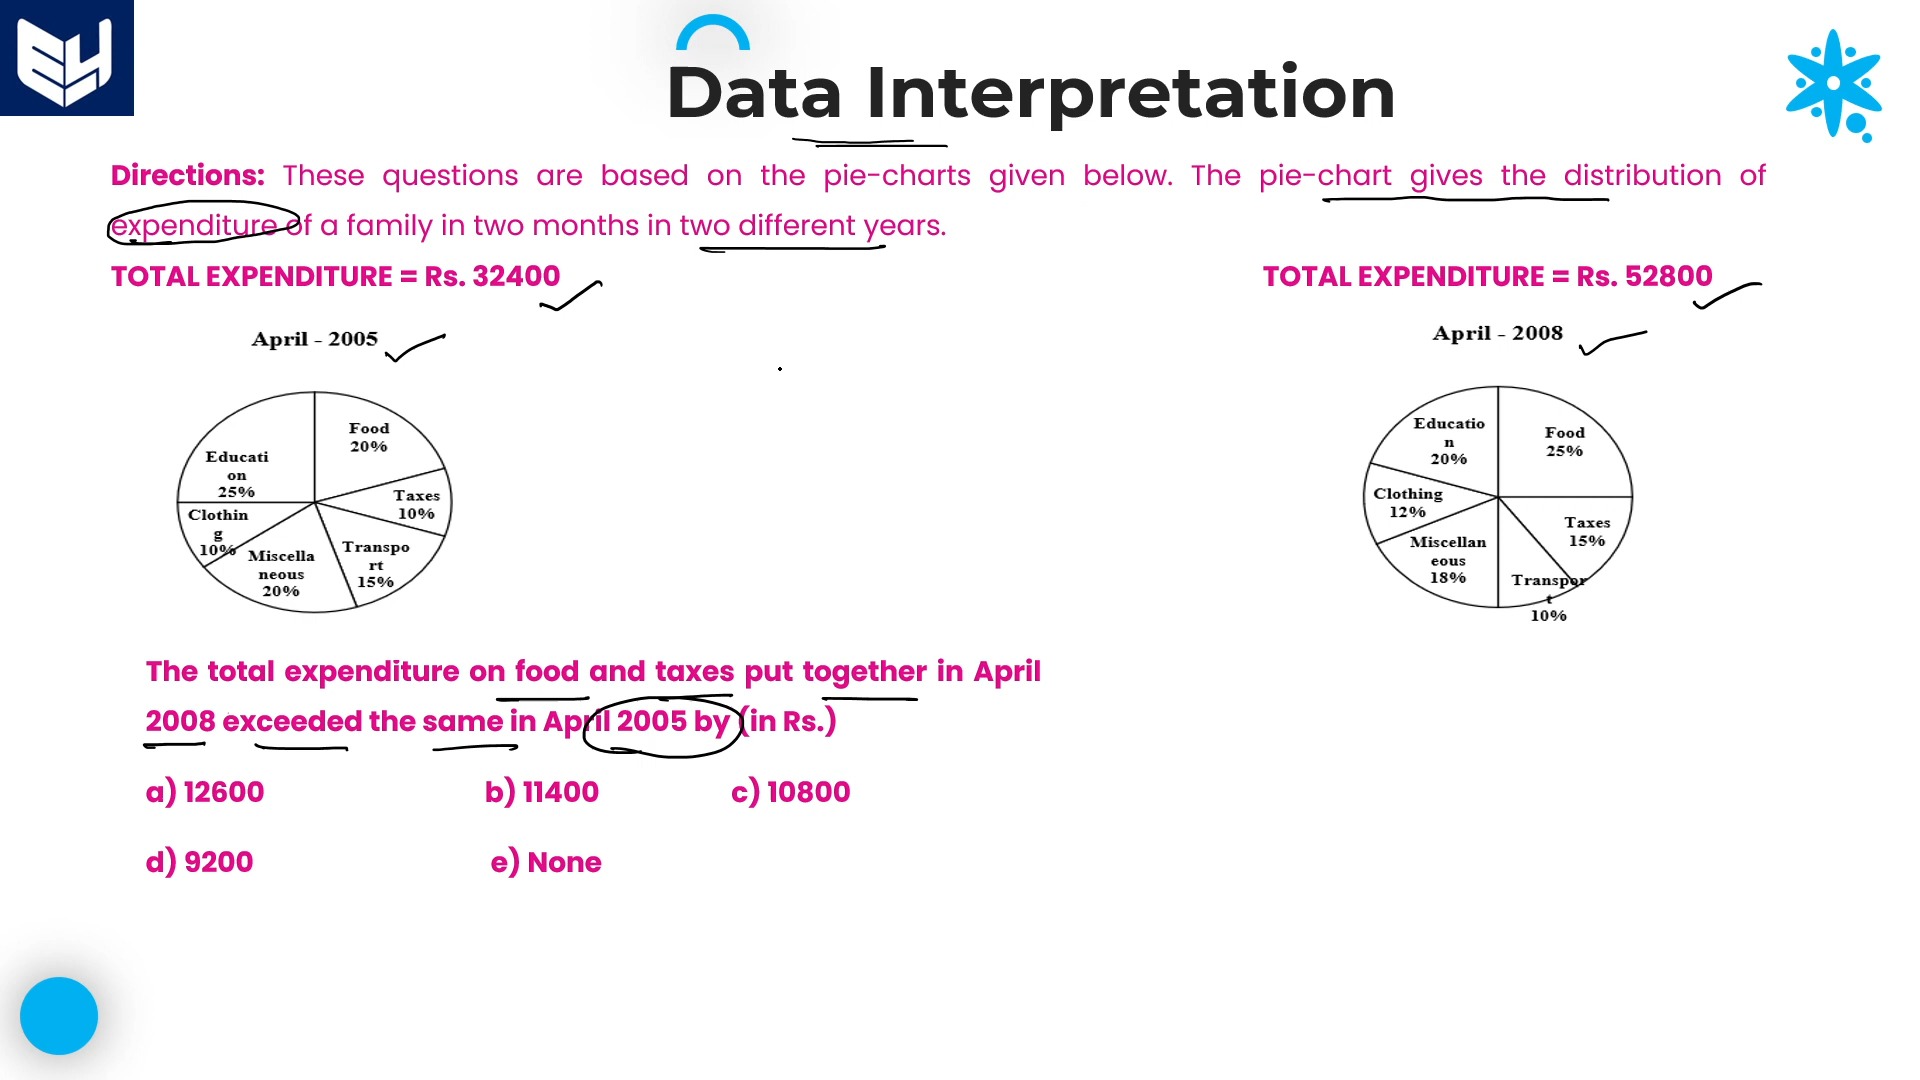 Data Interpretation
Directions: These questions are based on the pie-charts given below. The pie-chart gives the distribution of
expenditure of a family in two months in two different years.
TOTAL EXPENDITURE = Rs. 32400
TOTAL EXPENDITURE = Rs. 52800
April - 2005
Food
20%
Taxes
10%
Transpo
rt
15%
Miscella
neous
20%
Clothin
g
10%
Educati
on
25%
April - 2008
Food
25%
Taxes
15%
Transpor
t
10%
Miscellan
eous
18%
Clothing
12%
Educatio
n
20%
The total expenditure on food and taxes put together in April
2008 exceeded the same in April 2005 by (in Rs.)
a) 12600 b) 11400 c) 10800
d) 9200 e) None